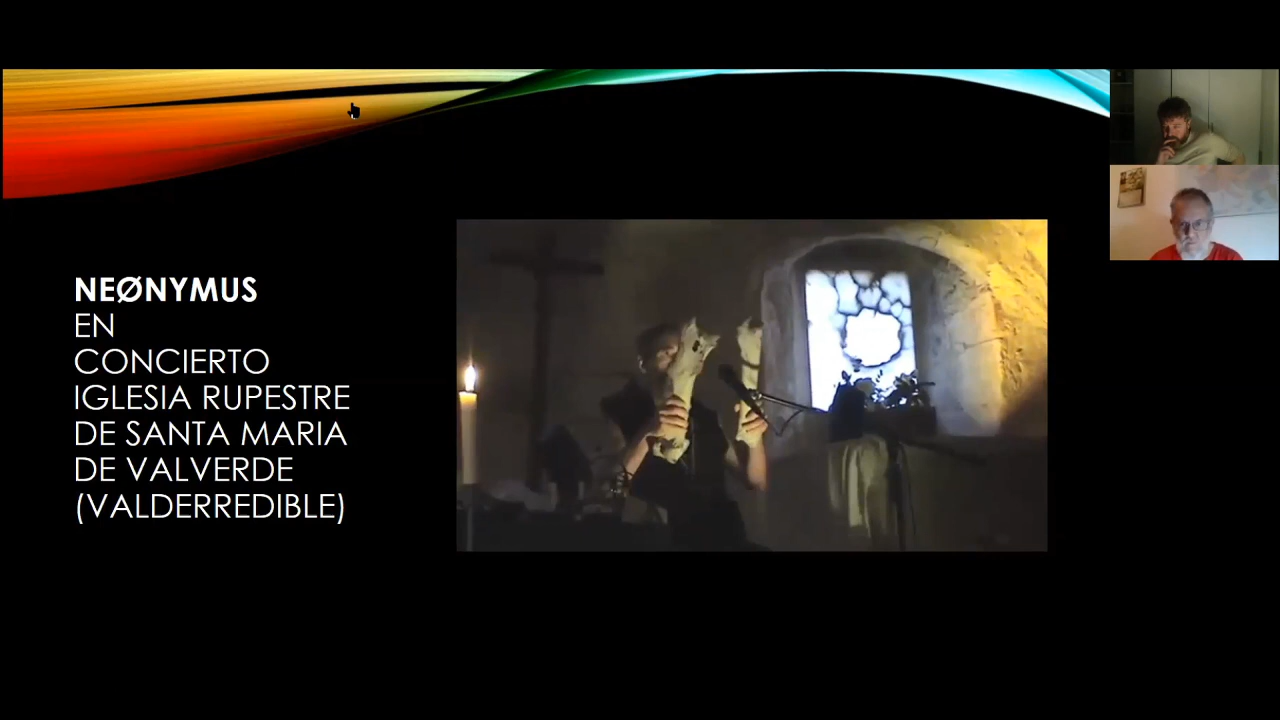 NEØNYMUS
EN
CONCIERTO
IGLESIA RUPESTRE
DE SANTA MARIA
DE VALVERDE
(VALDERREDIBLE)